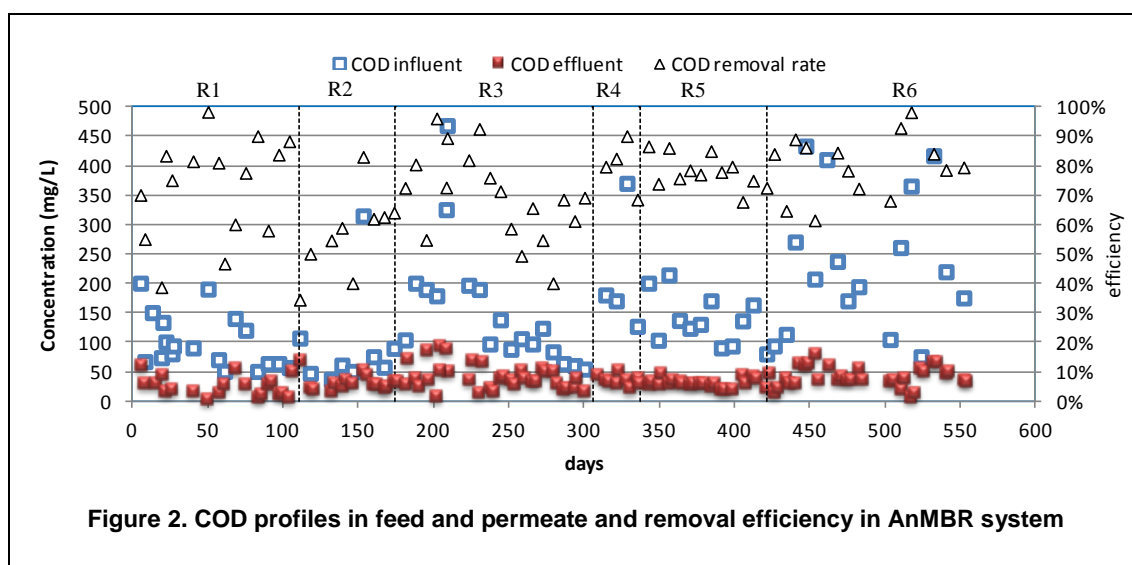 COD influent COD effluent COD removal rate
R1 R2 R3 R4 R5 R6
500 100%
450 90%
400 80%
350 70%
300 60%
250 50%
200 40%
150 30%
100 20%
50 10%
0 0%
Concentration (mg/L)
efficiency
0 50 100 150 200 250 300 350 400 450 500 550 600
days
Figure 2. COD profiles in feed and permeate and removal efficiency in AnMBR system